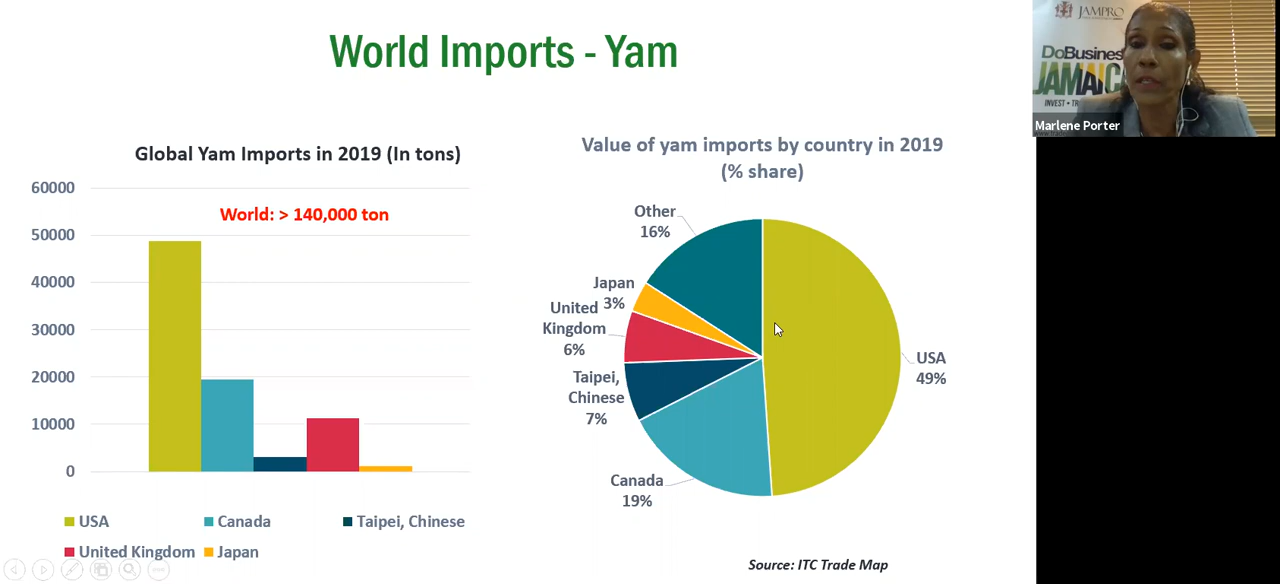 World Imports - Yam
Global Yam Imports in 2019 (In tons)
World: > 140,000 ton
60000
50000
40000
30000
20000
10000
0
USA
Canada
Taipei, Chinese
United Kingdom
Japan
Value of yam imports by country in 2019
(% share)
Other
16%
Japan
3%
United
Kingdom
6%
Taipei,
Chinese
7%
Canada
19%
USA
49%
Source: ITC Trade Map
JAMPRO
DoBusiness
JAMAICA
Marlene Porter